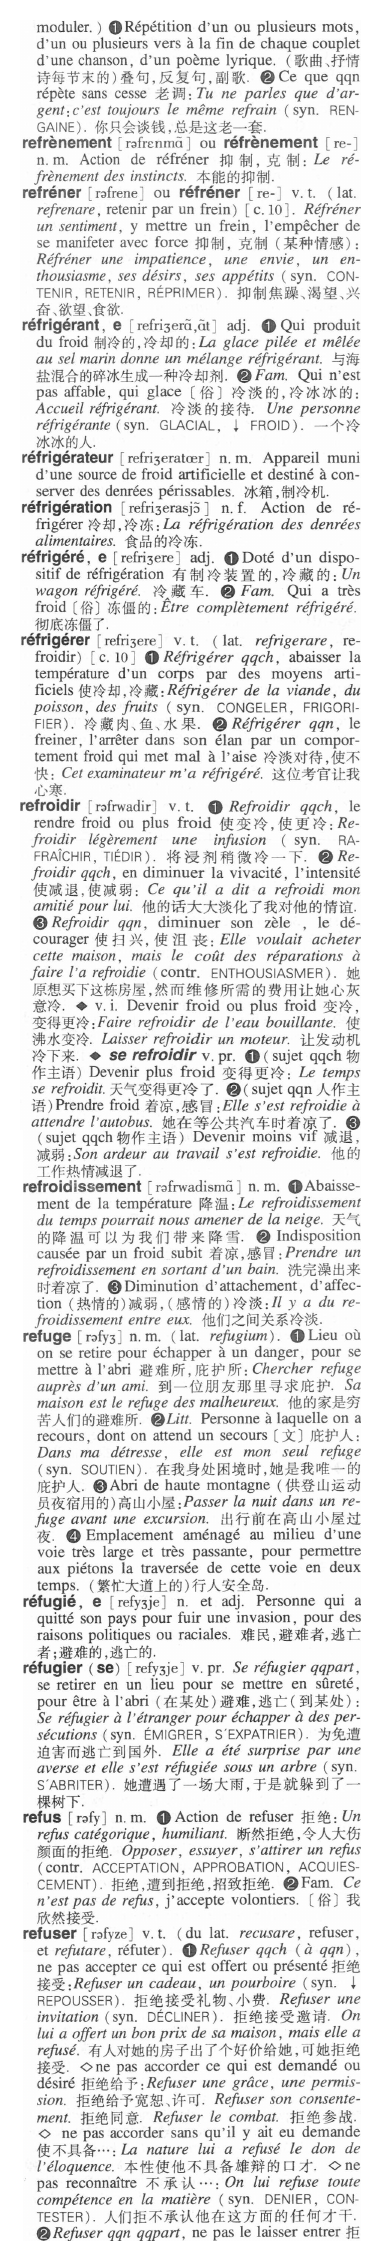 moduler. ) ❶ Répétition d'un ou plusieurs mots,
d'un ou plusieurs vers à la fin de chaque couplet
d'une chanson, d'un poème lyrique. (歌曲、抒情
诗每节末的) 叠句,反复句,副歌. ❷ Ce que qqn
répète sans cesse 老调: Tu ne parles que d'ar-
gent; c'est toujours le même refrain (syn. REN-
GAINE). 你只会谈钱,总是这老一套.
refrènement [rəfrɛnmɑ̃] ou réfrènement [re-]
n. m. Action de réfréner 抑制, 克制: Le ré-
frènement des instincts. 本能的抑制.
refréner [rəfrene] ou réfréner [re-] v. t. (lat.
refrenare, retenir par un frein) [c. 10]. Réfréner
un sentiment, y mettre un frein, l'empêcher de
se manifeter avec force 抑制, 克制 (某种情感):
Réfréner une impatience, une envie, un en-
thousiasme, ses désirs, ses appétits (syn. CON-
TENIR, RETENIR, RÉPRIMER). 抑制焦躁、渴望、兴
奋、欲望、食欲.
réfrigérant, e [refriʒerɑ̃,ɑ̃t] adj. ❶ Qui produit
du froid 制冷的,冷却的: La glace pilée et mêlée
au sel marin donne un mélange réfrigérant. 与海
盐混合的碎冰生成一种冷却剂. ❷ Fam. Qui n'est
pas affable, qui glace [俗] 冷淡的,冷冰冰的:
Accueil réfrigérant. 冷淡的接待. Une personne
réfrigérante (syn. GLACIAL, ↓ FROID). 一个冷
冰冰的人.
réfrigérateur [refriʒeratœr] n. m. Appareil muni
d'une source de froid artificielle et destiné à con-
server des denrées périssables. 冰箱,制冷机.
réfrigération [refriʒerasjɔ̃] n. f. Action de ré-
frigérer 冷却,冷冻: La réfrigération des denrées
alimentaires. 食品的冷冻.
réfrigéré, e [refriʒere] adj. ❶ Doté d'un dispo-
sitif de réfrigération 有制冷装置的,冷藏的: Un
wagon réfrigéré. 冷藏车. ❷ Fam. Qui a très
froid [俗] 冻僵的: Être complètement réfrigéré.
彻底冻僵了.
réfrigérer [refriʒere] v. t. (lat. refrigerare, re-
froidir) [c. 10] ❶ Réfrigérer qqch, abaisser la
température d'un corps par des moyens arti-
ficiels 使冷却,冷藏: Réfrigérer de la viande, du
poisson, des fruits (syn. CONGELER, FRIGORI-
FIER). 冷藏肉、鱼、水果. ❷ Réfrigérer qqn, le
freiner, l'arrêter dans son élan par un compor-
tement froid qui met mal à l'aise 冷淡对待,使不
快: Cet examinateur m'a réfrigéré. 这位考官让我
心寒.
refroidir [rəfrwadir] v. t. ❶ Refroidir qqch, le
rendre froid ou plus froid 使变冷,使更冷: Re-
froidir légèrement une infusion (syn. RA-
FRAÎCHIR, TIÉDIR). 将浸剂稍微冷一下. ❷ Re-
froidir qqch, en diminuer la vivacité, l'intensité
使减退,使减弱: Ce qu'il a dit a refroidi mon
amitié pour lui. 他的话大大淡化了我对他的情谊.
❸ Refroidir qqn, diminuer son zèle , le dé-
courager 使扫兴,使沮丧: Elle voulait acheter
cette maison, mais le coût des réparations à
faire l'a refroidie (contr. ENTHOUSIASMER). 她
原想买下这栋房屋,然而维修所需的费用让她心灰
意冷. ◆ v. i. Devenir froid ou plus froid 变冷,
变得更冷: Faire refroidir de l'eau bouillante. 使
沸水变冷. Laisser refroidir un moteur. 让发动机
冷下来. ◆ se refroidir v. pr. ❶ (sujet qqch 物
作主语) Devenir plus froid 变得更冷: Le temps
se refroidit. 天气变得更冷了. ❷ (sujet qqn 人作主
语) Prendre froid 着凉,感冒: Elle s'est refroidie à
attendre l'autobus. 她在等公共汽车时着凉了. ❸
(sujet qqch 物作主语) Devenir moins vif 减退,
减弱: Son ardeur au travail s'est refroidie. 他的
工作热情减退了.
refroidissement [rəfrwadismɑ̃] n. m. ❶ Abaisse-
ment de la température 降温: Le refroidissement
du temps pourrait nous amener de la neige. 天气
的降温可以为我们带来降雪. ❷ Indisposition
causée par un froid subit 着凉,感冒: Prendre un
refroidissement en sortant d'un bain. 洗完澡出来
时着凉了. ❸ Diminution d'attachement, d'affec-
tion (热情的)减弱,(感情的)冷淡: Il y a du re-
froidissement entre eux. 他们之间关系冷淡.
refuge [rəfyʒ] n. m. (lat. refugium). ❶ Lieu où
on se retire pour échapper à un danger, pour se
mettre à l'abri 避难所,庇护所: Chercher refuge
auprès d'un ami. 到一位朋友那里寻求庇护. Sa
maison est le refuge des malheureux. 他的家是穷
苦人们的避难所. ❷ Litt. Personne à laquelle on a
recours, dont on attend un secours [文] 庇护人:
Dans ma détresse, elle est mon seul refuge
(syn. SOUTIEN). 在我身处困境时,她是我唯一的
庇护人. ❸ Abri de haute montagne (供登山运动
员夜宿用的)高山小屋: Passer la nuit dans un re-
fuge avant une excursion. 出行前在高山小屋过
夜. ❹ Emplacement aménagé au milieu d'une
voie très large et très passante, pour permettre
aux piétons la traversée de cette voie en deux
temps. (繁忙大道上的)行人安全岛.
réfugié, e [refyʒje] n. et adj. Personne qui a
quitté son pays pour fuir une invasion, pour des
raisons politiques ou raciales. 难民,避难者,逃亡
者;避难的,逃亡的.
réfugier (se) [refyʒje] v. pr. Se réfugier qqpart,
se retirer en un lieu pour se mettre en sûreté,
pour être à l'abri (在某处)避难,逃亡(到某处):
Se réfugier à l'étranger pour échapper à des per-
sécutions (syn. ÉMIGRER, S'EXPATRIER). 为免遭
迫害而逃亡到国外. Elle a été surprise par une
averse et elle s'est réfugiée sous un arbre (syn.
S'ABRITER). 她遭遇了一场大雨,于是就躲到了一
棵树下.
refus [rəfy] n. m. ❶ Action de refuser 拒绝: Un
refus catégorique, humiliant. 断然拒绝,令人大伤
颜面的拒绝. Opposer, essuyer, s'attirer un refus
(contr. ACCEPTATION, APPROBATION, ACQUIES-
CEMENT). 拒绝,遭到拒绝,招致拒绝. ❷ Fam. Ce
n'est pas de refus, j'accepte volontiers. [俗] 我
欣然接受.
refuser [rəfyze] v. t. (du lat. recusare, refuser,
et refutare, réfuter). ❶ Refuser qqch (à qqn),
ne pas accepter ce qui est offert ou présenté 拒绝
接受: Refuser un cadeau, un pourboire (syn. ↓
REPOUSSER). 拒绝接受礼物、小费. Refuser une
invitation (syn. DÉCLINER). 拒绝接受邀请. On
lui a offert un bon prix de sa maison, mais elle a
refusé. 有人对她的房子出了个好价给她,可她拒绝
接受. ◇ ne pas accorder ce qui est demandé ou
désiré 拒绝给予: Refuser une grâce, une permis-
sion. 拒绝给予宽恕、许可. Refuser son consente-
ment. 拒绝同意. Refuser le combat. 拒绝参战.
◇ ne pas accorder sans qu'il y ait eu demande
使不具备…: La nature lui a refusé le don de
l'éloquence. 本性使他不具备雄辩的口才. ◇ ne
pas reconnaître 不承认…: On lui refuse toute
compétence en la matière (syn. DENIER, CON-
TESTER). 人们拒不承认他在这方面的任何才干.
❷ Refuser qqn qqpart, ne pas le laisser entrer 拒